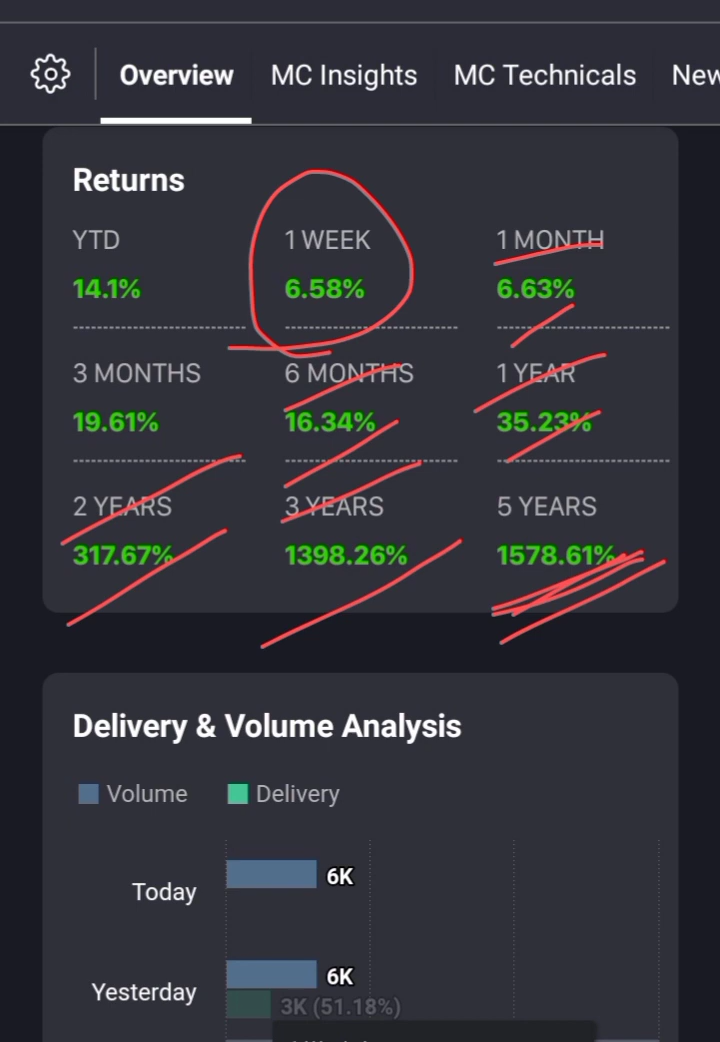 Overview MC Insights MC Technicals New
Returns
YTD 1 WEEK 1 MONTH
14.1% 6.58% 6.63%
3 MONTHS 6 MONTHS 1 YEAR
19.61% 16.34% 35.23%
2 YEARS 3 YEARS 5 YEARS
317.67% 1398.26% 1578.61%
Delivery & Volume Analysis
Volume Delivery
Today 6K
Yesterday 6K
3K (51.18%)